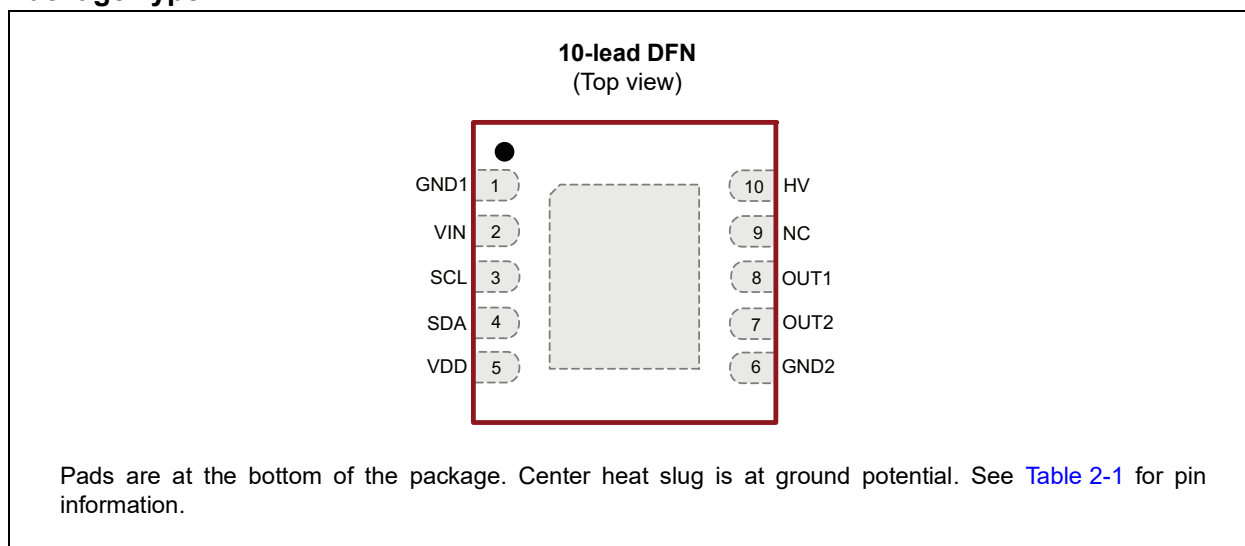 10-lead DFN
(Top view)
GND1 1 10 HV
VIN 2 9 NC
SCL 3 8 OUT1
SDA 4 7 OUT2
VDD 5 6 GND2
Pads are at the bottom of the package. Center heat slug is at ground potential. See Table 2-1 for pin
information.